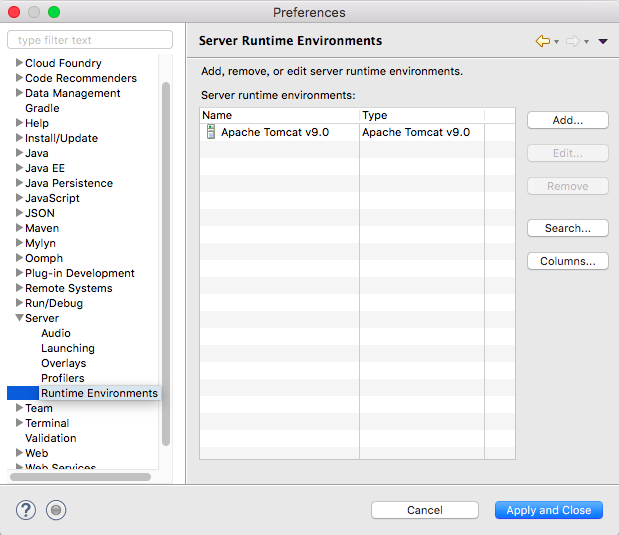 Preferences
type filter text
Cloud Foundry
Code Recommenders
Data Management
Gradle
Help
Install/Update
Java
Java EE
Java Persistence
JavaScript
JSON
Maven
Mylyn
Oomph
Plug-in Development
Remote Systems
Run/Debug
Server
Audio
Launching
Overlays
Profilers
Runtime Environments
Team
Terminal
Validation
Web
Web Services
Server Runtime Environments
Add, remove, or edit server runtime environments.
Server runtime environments:
Name Type
Apache Tomcat v9.0 Apache Tomcat v9.0
Add...
Edit...
Remove
Search...
Columns...
? Cancel Apply and Close